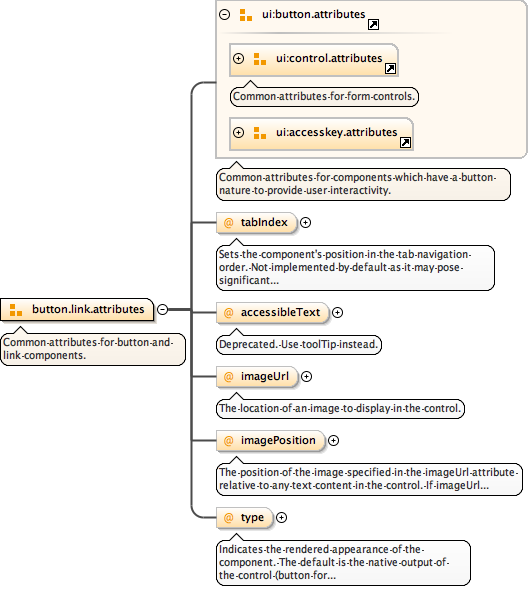 ui:button.attributes
ui:control.attributes
Common attributes for form controls.
ui:accesskey.attributes
Common attributes for components which have a button
nature to provide user interactivity.
@ tabIndex
Sets the component's position in the tab navigation
order. Not implemented by default as it may pose
significant...
button.link.attributes
Common attributes for button and
link components.
@ accessibleText
Deprecated. Use toolTip instead.
@ imageUrl
The location of an image to display in the control.
@ imagePosition
The position of the image specified in the imageUrl attribute
relative to any text content in the control. If imageUrl...
@ type
Indicates the rendered appearance of the
component. The default is the native output of
the control (button for...